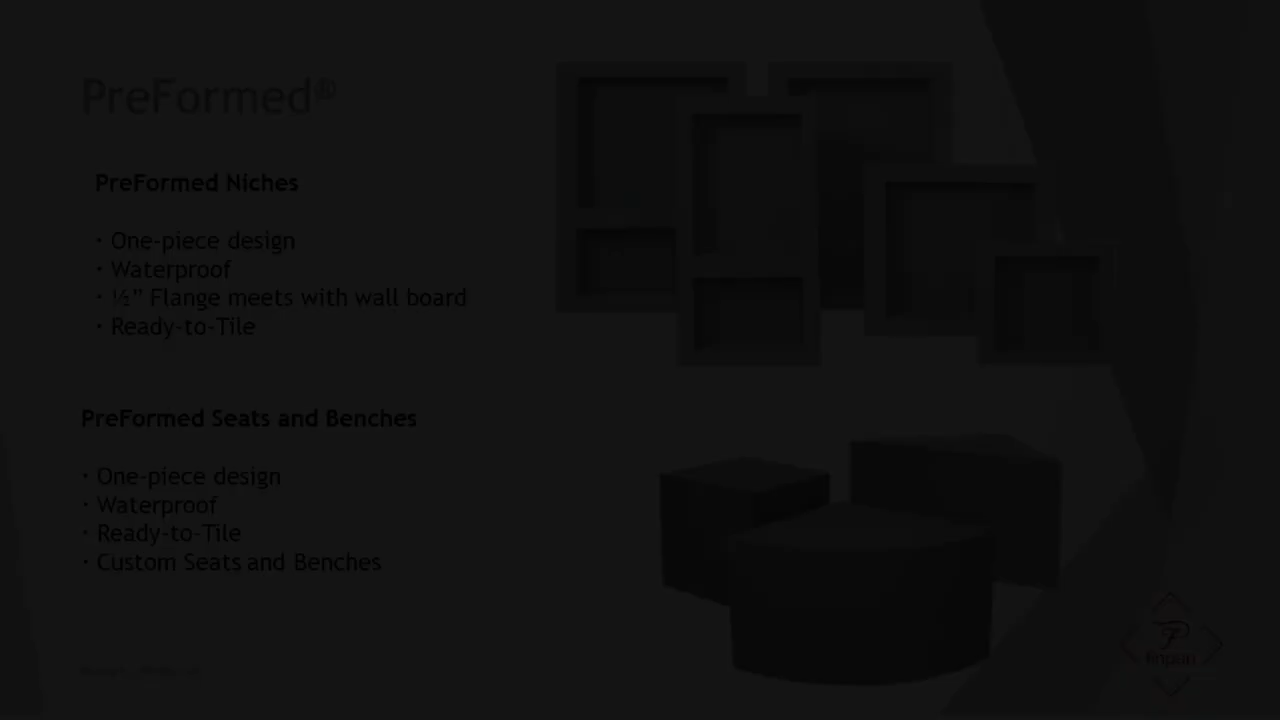 PreFormed®
PreFormed Niches
· One-piece design
· Waterproof
· ½” Flange meets with wall board
· Ready-to-Tile
PreFormed Seats and Benches
· One-piece design
· Waterproof
· Ready-to-Tile
· Custom Seats and Benches
finpan